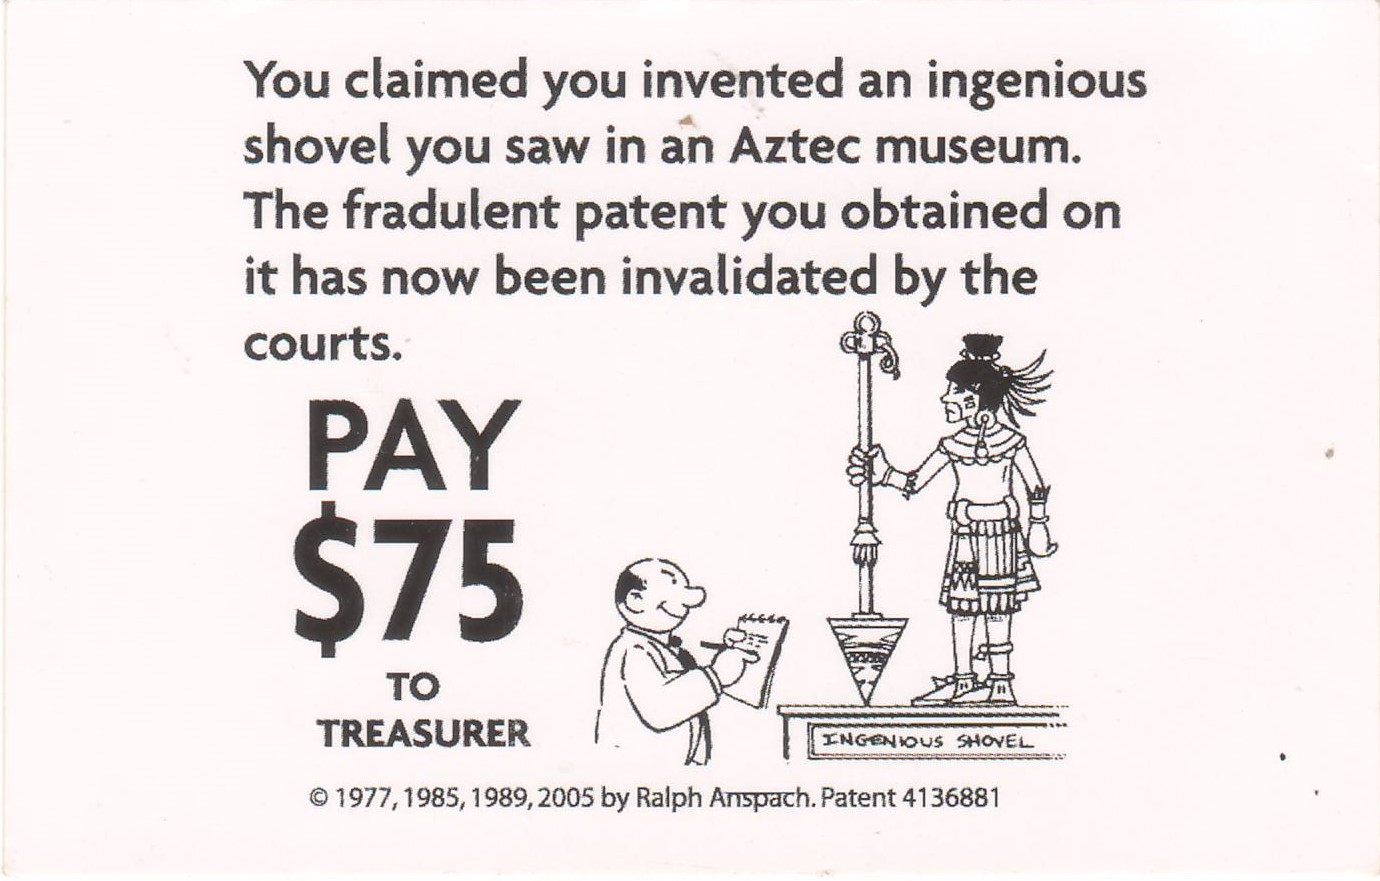 You claimed you invented an ingenious
shovel you saw in an Aztec museum.
The fradulent patent you obtained on
it has now been invalidated by the
courts.
PAY
$75
TO
TREASURER
INGENIOUS SHOVEL
© 1977, 1985, 1989, 2005 by Ralph Anspach. Patent 4136881